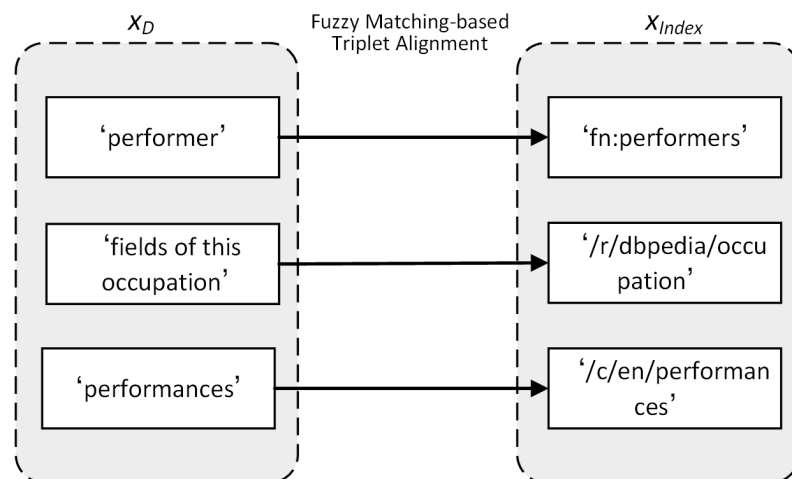 x_D
Fuzzy Matching-based
Triplet Alignment
x_Index
‘performer’
‘fn:performers’
‘fields of this
occupation’
‘/r/dbpedia/occu
pation’
‘performances’
‘/c/en/performan
ces’